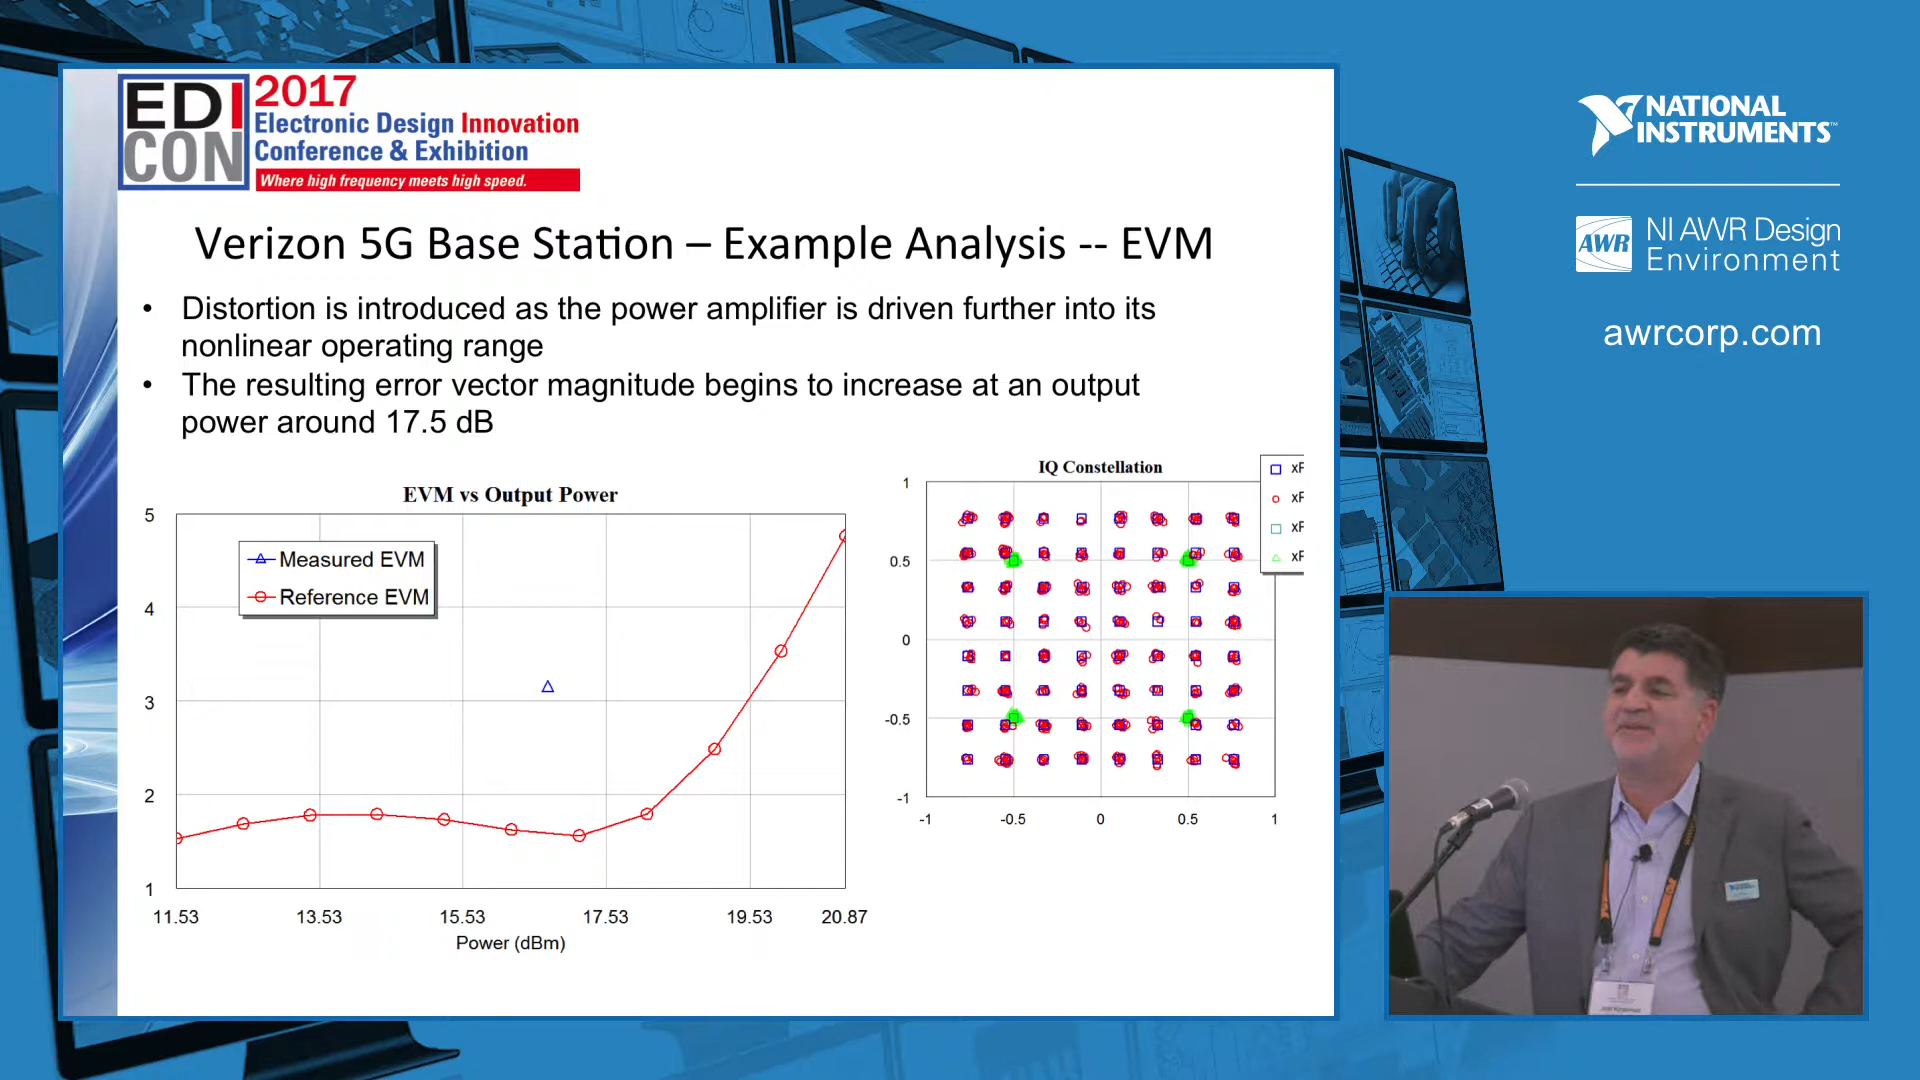 EDI
CON
2017
Electronic Design Innovation
Conference & Exhibition
Where high frequency meets high speed.
Verizon 5G Base Station – Example Analysis -- EVM
• Distortion is introduced as the power amplifier is driven further into its
nonlinear operating range
• The resulting error vector magnitude begins to increase at an output
power around 17.5 dB
EVM vs Output Power
5
4
3
2
1
Measured EVM
Reference EVM
11.53 13.53 15.53 17.53 19.53 20.87
Power (dBm)
IQ Constellation
1
0.5
0
-0.5
-1
-1 -0.5 0 0.5 1
xF
xF
xF
xF
NATIONAL
INSTRUMENTS™
AWR
NI AWR Design
Environment
awrcorp.com